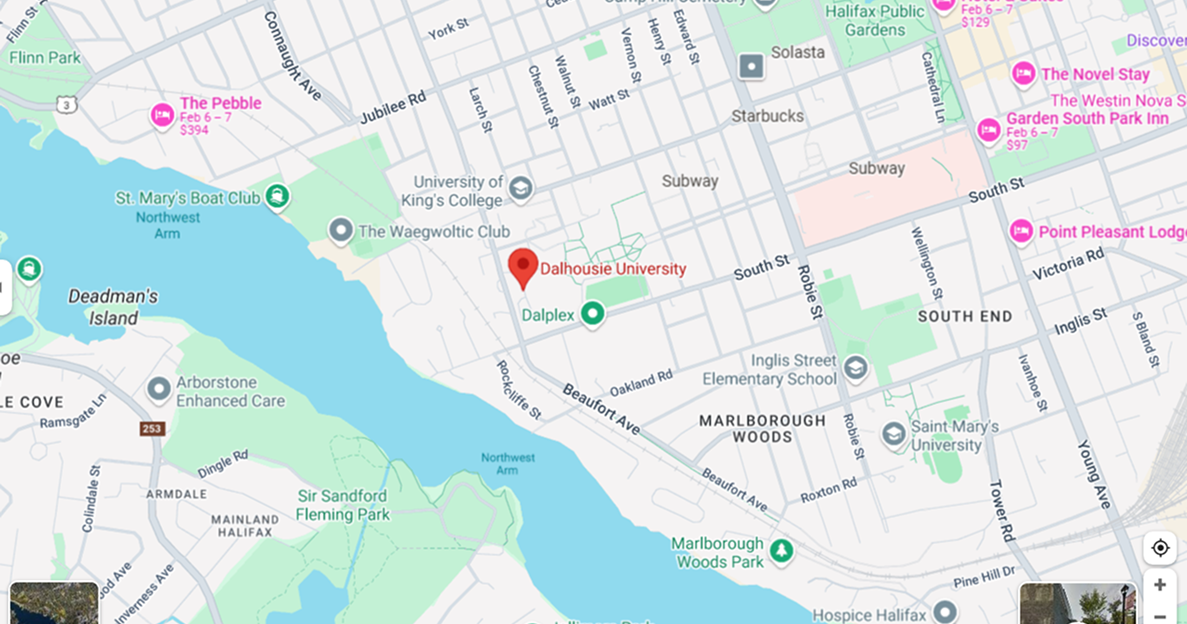 Flinn St
Flinn Park
3
Connaught Ave
York St
Jubilee Rd
Larch St
Chestnut St
Walnut St
Vernon St
Henry St
Edward St
Watt St
Halifax Public
Gardens
Solasta
Starbucks
Cathedral Ln
Feb 6 – 7
$129
Discover
The Novel Stay
The Westin Nova S
Garden South Park Inn
Feb 6 – 7
$97
The Pebble
Feb 6 – 7
$394
St. Mary's Boat Club
Northwest
Arm
The Waegwoltic Club
University of
King's College
Subway
Subway
South St
Point Pleasant Lodge
Dalhousie University
South St
Robie St
Wellington St
Victoria Rd
Deadman's
Island
Dalplex
SOUTH END
Inglis St
S Bland St
Arborstone
Enhanced Care
LE COVE
Ramsgate Ln
253
Rockcliffe St
Oakland Rd
Inglis Street
Elementary School
Ivanhoe St
Beaufort Ave
MARLBOROUGH
WOODS
Robie St
Saint Mary's
University
Young Ave
Northwest
Arm
Dingle Rd
Colindale St
ARMDALE
Sir Sandford
Fleming Park
MAINLAND
HALIFAX
Beaufort Ave
Roxton Rd
Tower Rd
Marlborough
Woods Park
Inverness Ave
Pine Hill Dr
Hospice Halifax
+
−